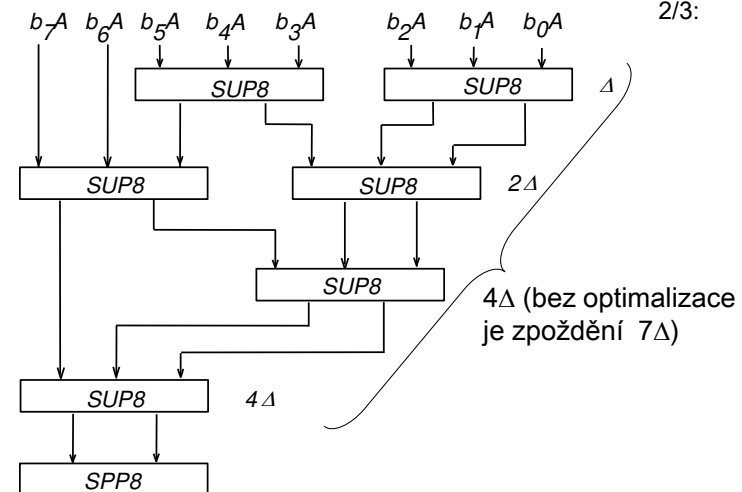 2/3:
b7A b6A b5A b4A b3A b2A b1A b0A
SUP8 SUP8 Δ
SUP8 SUP8 2Δ
SUP8
4Δ (bez optimalizace
je zpoždění 7Δ)
SUP8 4Δ
SPP8